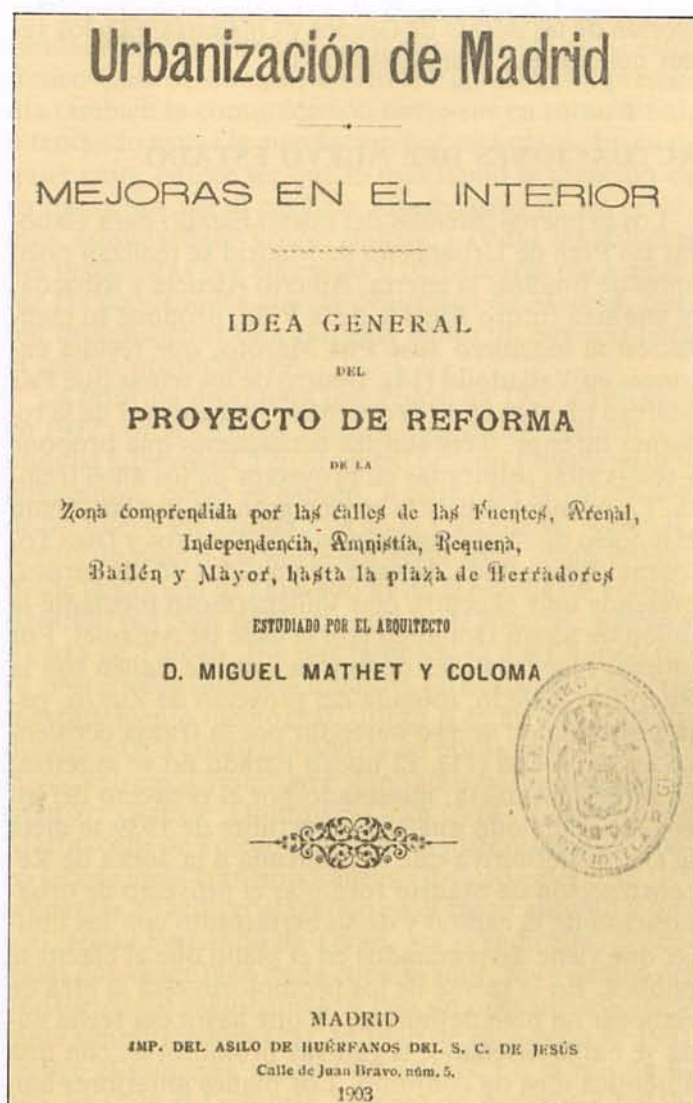 Urbanización de Madrid
MEJORAS EN EL INTERIOR
IDEA GENERAL
DEL
PROYECTO DE REFORMA
DE LA
Zona comprendida por las calles de las Fuentes, Arenal,
Independencia, Amnistía, Requena,
Bailén y Mayor, hasta la plaza de Herradores
ESTUDIADO POR EL ARQUITECTO
D. MIGUEL MATHET Y COLOMA
BIBLIOTECA
MADRID
IMP. DEL ASILO DE HUÉRFANOS DEL S. C. DE JESÚS
Calle de Juan Bravo, núm. 5.
1903